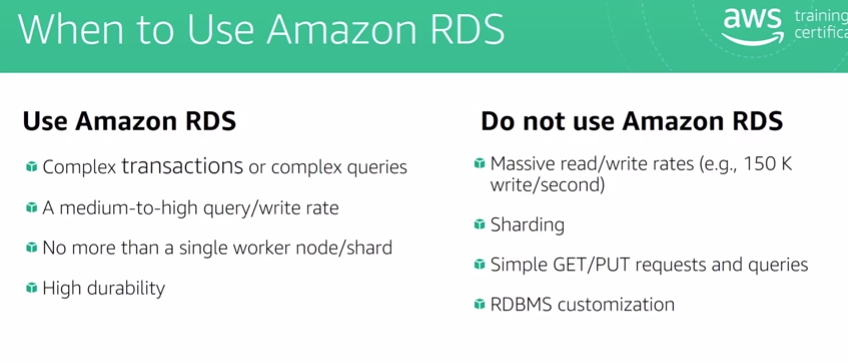 When to Use Amazon RDS
aws training
Use Amazon RDS
Complex transactions or complex queries
A medium-to-high query/write rate
No more than a single worker node/shard
High durability
Do not use Amazon RDS
Massive read/write rates (e.g., 150 K
write/second)
Sharding
Simple GET/PUT requests and queries
RDBMS customization